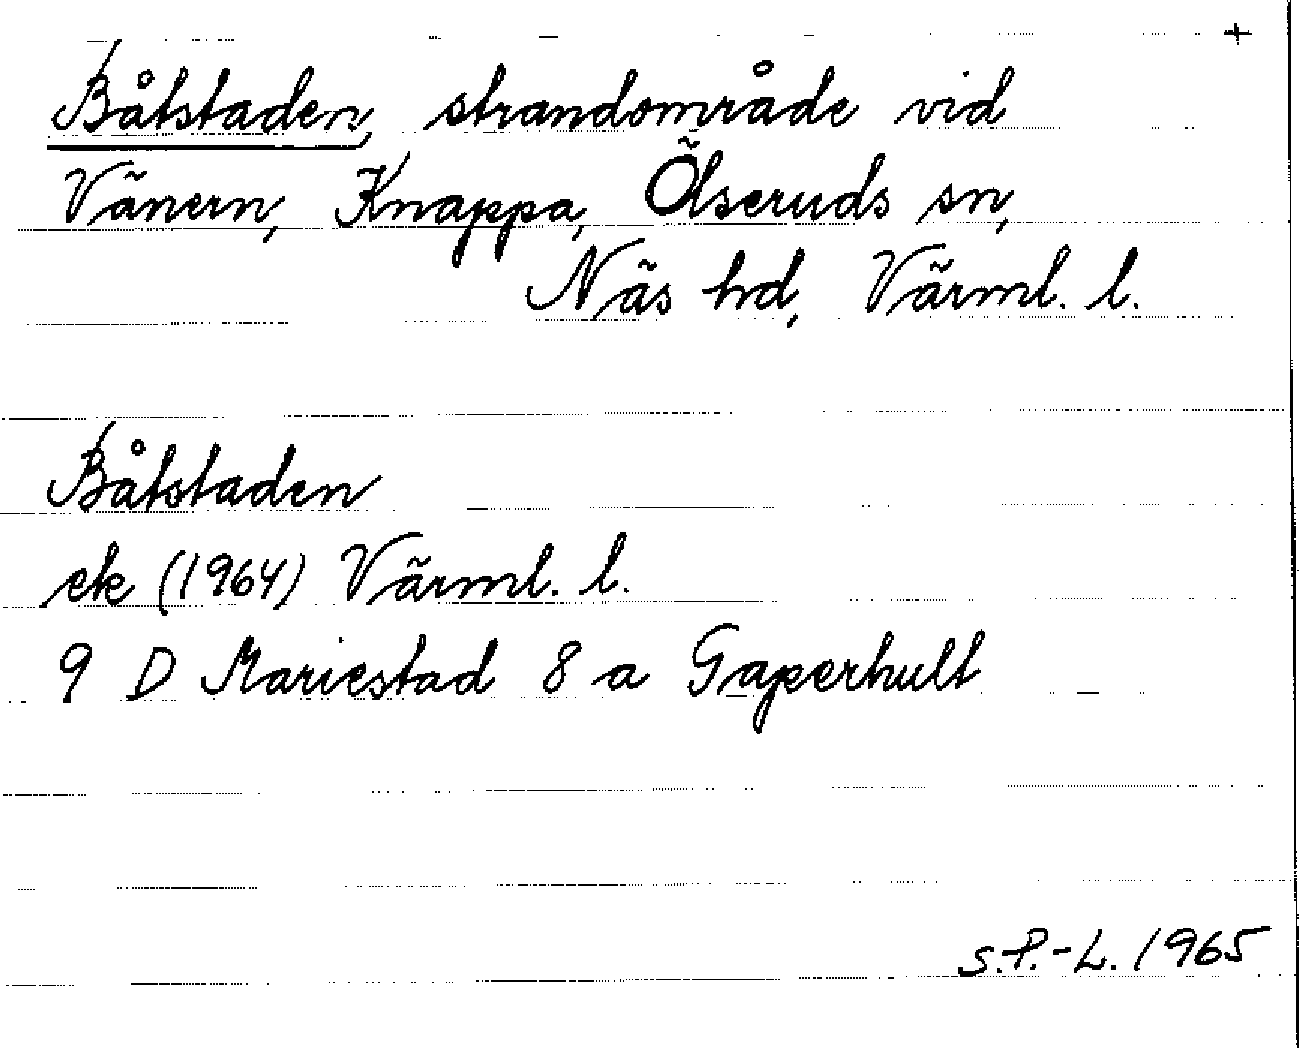 +
Båtstaden, strandområde vid
Vänern, Knappa, Ölseruds sn,
Näs hd, Värml. l.
Båtstaden
ek (1964) Värml. l.
9 D Mariestad 8 a Gaperhult
S.P.-L. 1965